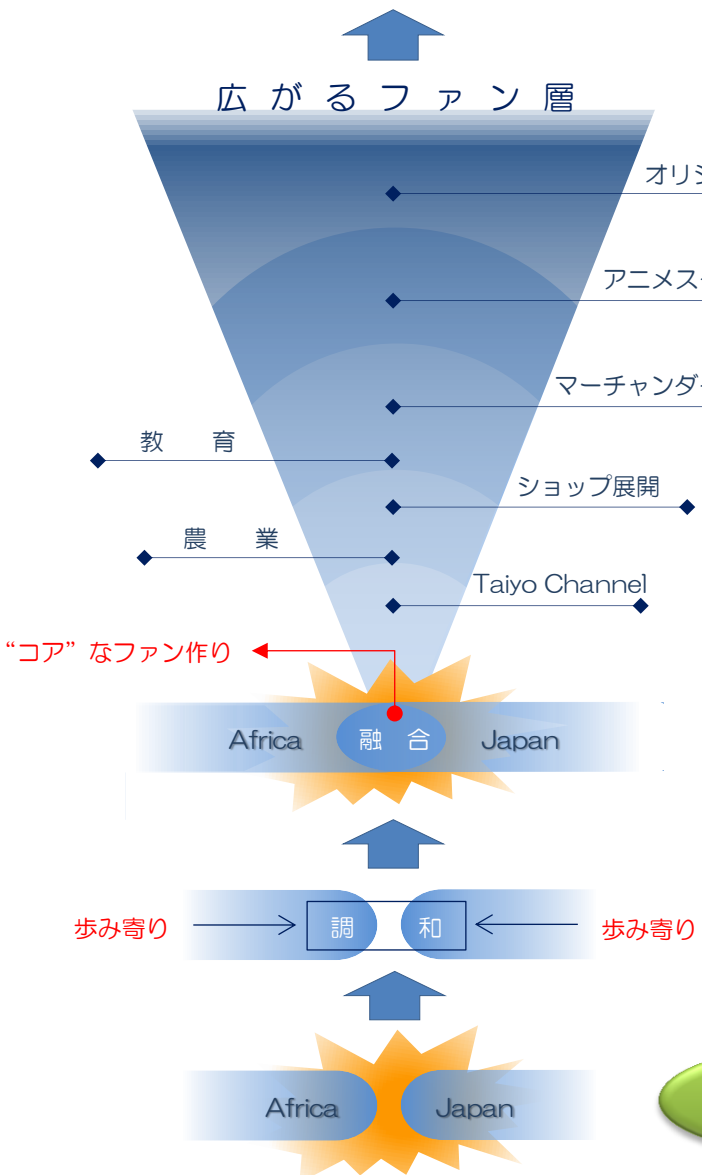 広がるファン層
オリジ
アニメス
マーチャンダ
教 育
ショップ展開
農 業
Taiyo Channel
“コア”なファン作り
Africa 融 合 Japan
歩み寄り 調 和 歩み寄り
Africa Japan